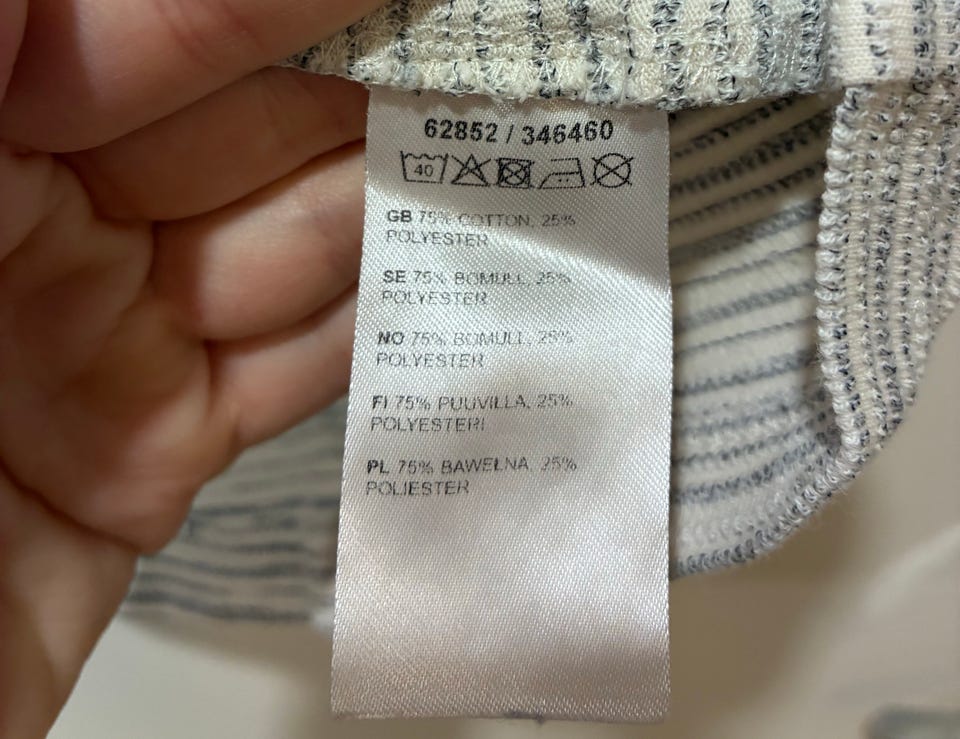 62852 / 346460
40
GB 75% COTTON, 25%
POLYESTER
SE 75% BOMULL, 25%
POLYESTER
NO 75% BOMULL, 25%
POLYESTER
FI 75% PUUVILLA, 25%
POLYESTERI
PL 75% BAWEŁNA, 25%
POLIESTER